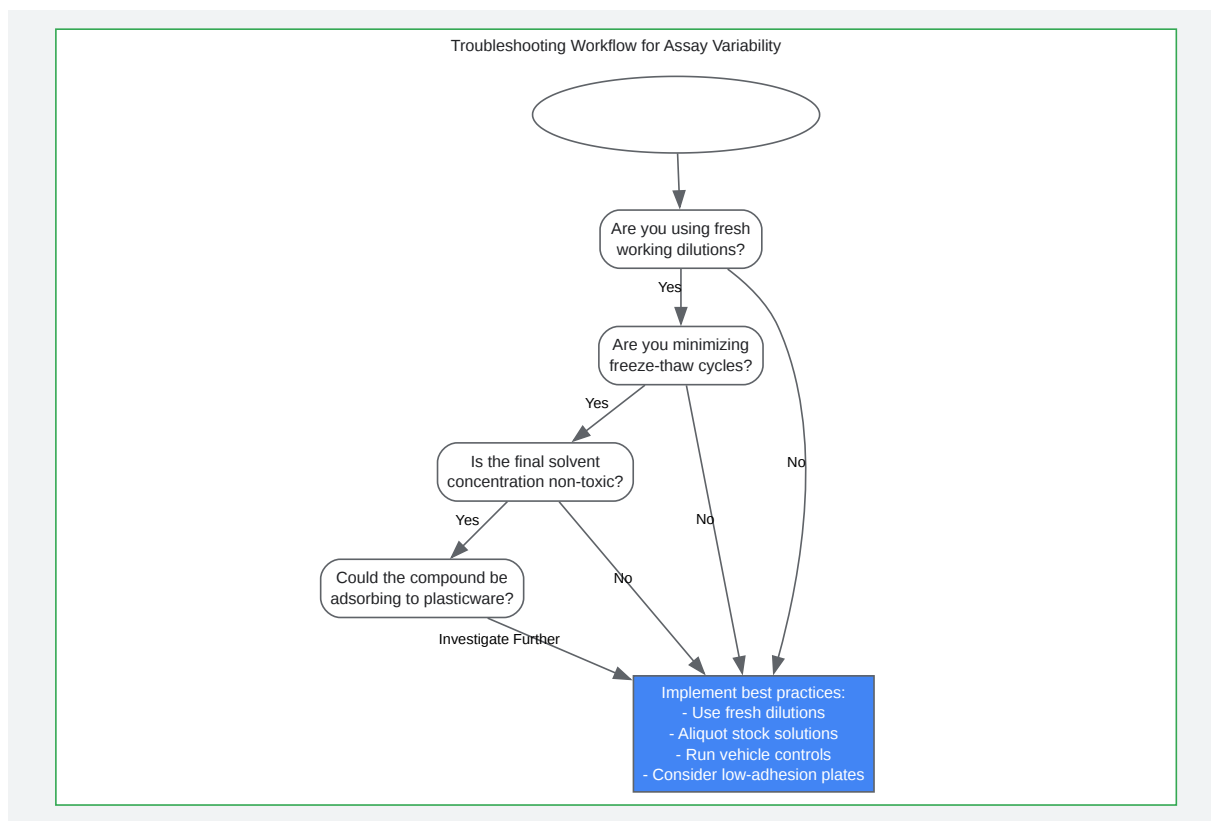 Troubleshooting Workflow for Assay Variability
Are you using fresh
working dilutions?
Yes
Are you minimizing
freeze-thaw cycles?
Yes
No
Is the final solvent
concentration non-toxic?
Yes
No
No
Could the compound be
adsorbing to plasticware?
Investigate Further
Implement best practices:
- Use fresh dilutions
- Aliquot stock solutions
- Run vehicle controls
- Consider low-adhesion plates